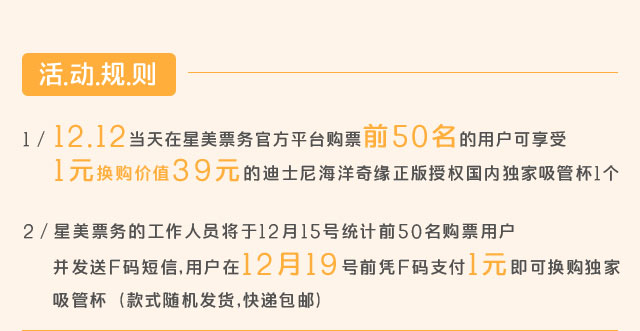 活.动.规.则
1 / 12.12当天在星美票务官方平台购票前50名的用户可享受
1元换购价值39元的迪士尼海洋奇缘正版授权国内独家吸管杯1个
2 / 星美票务的工作人员将于12月15号统计前50名购票用户
并发送F码短信,用户在12月19号前凭F码支付1元即可换购独家
吸管杯（款式随机发货,快递包邮）